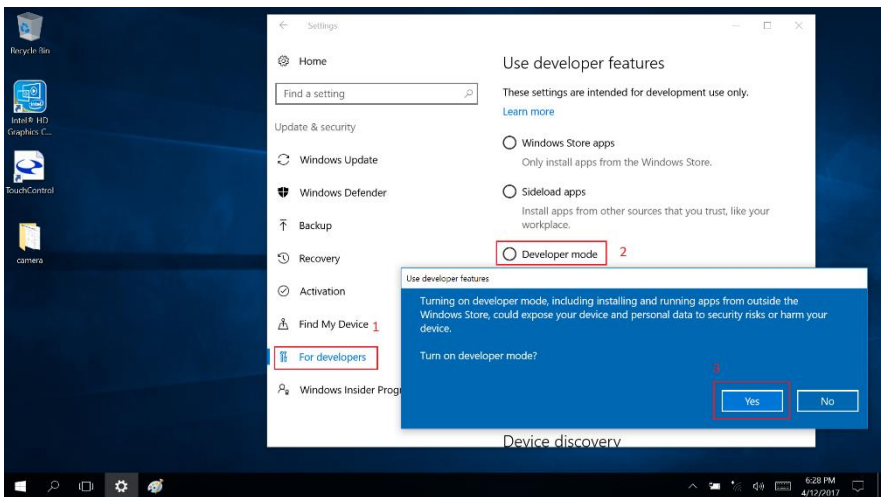 Recycle Bin
Intel® HD
Graphics C...
TouchControl
camera
Settings
Home
Find a setting
Update & security
Windows Update
Windows Defender
Backup
Recovery
Activation
Find My Device
1
For developers
Windows Insider Progr
Use developer features
These settings are intended for development use only.
Learn more
Windows Store apps
Only install apps from the Windows Store.
Sideload apps
Install apps from other sources that you trust, like your
workplace.
Developer mode
2
Use developer features
Turning on developer mode, including installing and running apps from outside the
Windows Store, could expose your device and personal data to security risks or harm your
device.
Turn on developer mode?
3
Yes
No
Device discovery
6:28 PM
4/12/2017